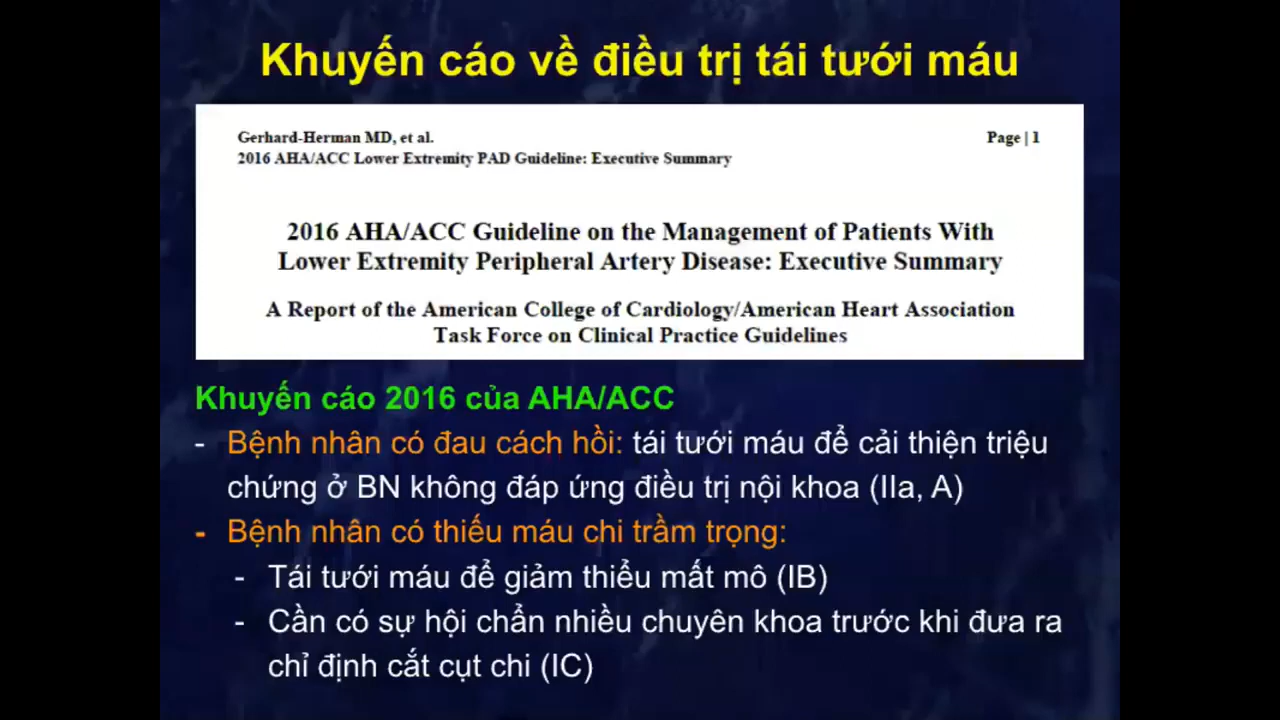 Khuyến cáo về điều trị tái tưới máu
Gerhard-Herman MD, et al.
Page | 1
2016 AHA/ACC Lower Extremity PAD Guideline: Executive Summary
2016 AHA/ACC Guideline on the Management of Patients With
Lower Extremity Peripheral Artery Disease: Executive Summary
A Report of the American College of Cardiology/American Heart Association
Task Force on Clinical Practice Guidelines
Khuyến cáo 2016 của AHA/ACC
- Bệnh nhân có đau cách hồi: tái tưới máu để cải thiện triệu
chứng ở BN không đáp ứng điều trị nội khoa (IIa, A)
- Bệnh nhân có thiếu máu chi trầm trọng:
- Tái tưới máu để giảm thiểu mất mô (IB)
- Cần có sự hội chẩn nhiều chuyên khoa trước khi đưa ra
chỉ định cắt cụt chi (IC)